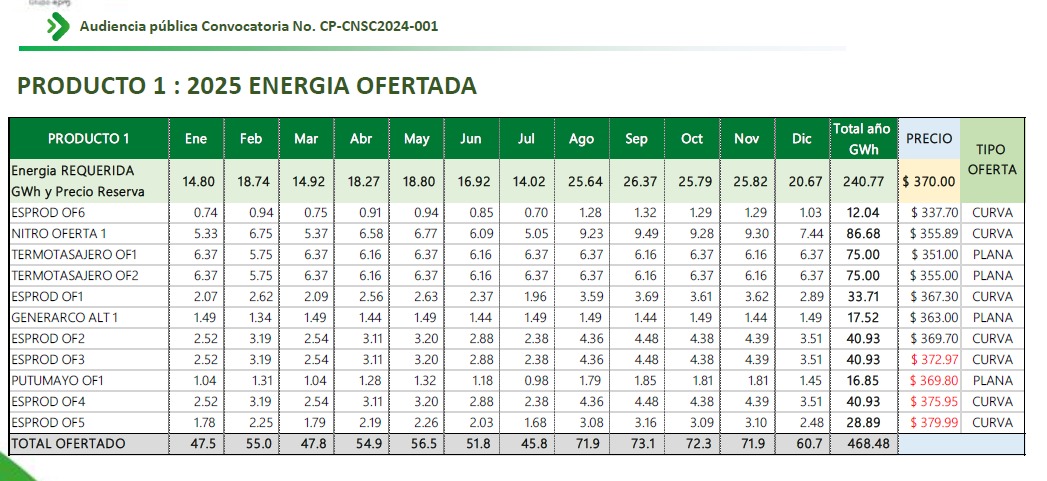 Grupo epm
Audiencia pública Convocatoria No. CP-CNSC2024-001
PRODUCTO 1 : 2025 ENERGIA OFERTADA
PRODUCTO 1 Ene Feb Mar Abr May Jun Jul Ago Sep Oct Nov Dic Total año GWh PRECIO TIPO OFERTA
Energia REQUERIDA GWh y Precio Reserva 14.80 18.74 14.92 18.27 18.80 16.92 14.02 25.64 26.37 25.79 25.82 20.67 240.77 $ 370.00
ESPROD OF6 0.74 0.94 0.75 0.91 0.94 0.85 0.70 1.28 1.32 1.29 1.29 1.03 12.04 $ 337.70 CURVA
NITRO OFERTA 1 5.33 6.75 5.37 6.58 6.77 6.09 5.05 9.23 9.49 9.28 9.30 7.44 86.68 $ 355.89 CURVA
TERMOTASAJERO OF1 6.37 5.75 6.37 6.16 6.37 6.16 6.37 6.37 6.16 6.37 6.16 6.37 75.00 $ 351.00 PLANA
TERMOTASAJERO OF2 6.37 5.75 6.37 6.16 6.37 6.16 6.37 6.37 6.16 6.37 6.16 6.37 75.00 $ 355.00 PLANA
ESPROD OF1 2.07 2.62 2.09 2.56 2.63 2.37 1.96 3.59 3.69 3.61 3.62 2.89 33.71 $ 367.30 CURVA
GENERARCO ALT 1 1.49 1.34 1.49 1.44 1.49 1.44 1.49 1.49 1.44 1.49 1.44 1.49 17.52 $ 363.00 PLANA
ESPROD OF2 2.52 3.19 2.54 3.11 3.20 2.88 2.38 4.36 4.48 4.38 4.39 3.51 40.93 $ 369.70 CURVA
ESPROD OF3 2.52 3.19 2.54 3.11 3.20 2.88 2.38 4.36 4.48 4.38 4.39 3.51 40.93 $ 372.97 CURVA
PUTUMAYO OF1 1.04 1.31 1.04 1.28 1.32 1.18 0.98 1.79 1.85 1.81 1.81 1.45 16.85 $ 369.80 PLANA
ESPROD OF4 2.52 3.19 2.54 3.11 3.20 2.88 2.38 4.36 4.48 4.38 4.39 3.51 40.93 $ 375.95 CURVA
ESPROD OF5 1.78 2.25 1.79 2.19 2.26 2.03 1.68 3.08 3.16 3.09 3.10 2.48 28.89 $ 379.99 CURVA
TOTAL OFERTADO 47.5 55.0 47.8 54.9 56.5 51.8 45.8 71.9 73.1 72.3 71.9 60.7 468.48